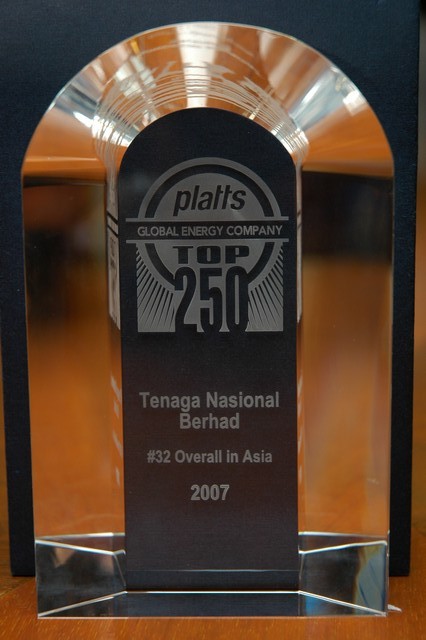 platts
GLOBAL ENERGY COMPANY
TOP
250
Tenaga Nasional
Berhad
#32 Overall in Asia
2007